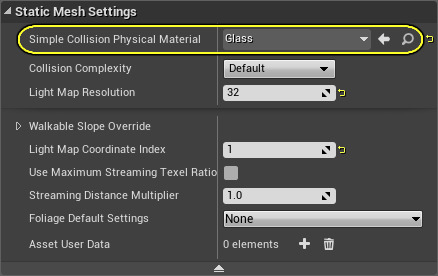 Static Mesh Settings
Simple Collision Physical Material Glass
Collision Complexity Default
Light Map Resolution 32
Walkable Slope Override
Light Map Coordinate Index 1
Use Maximum Streaming Texel Ratio
Streaming Distance Multiplier 1.0
Foliage Default Settings None
Asset User Data 0 elements